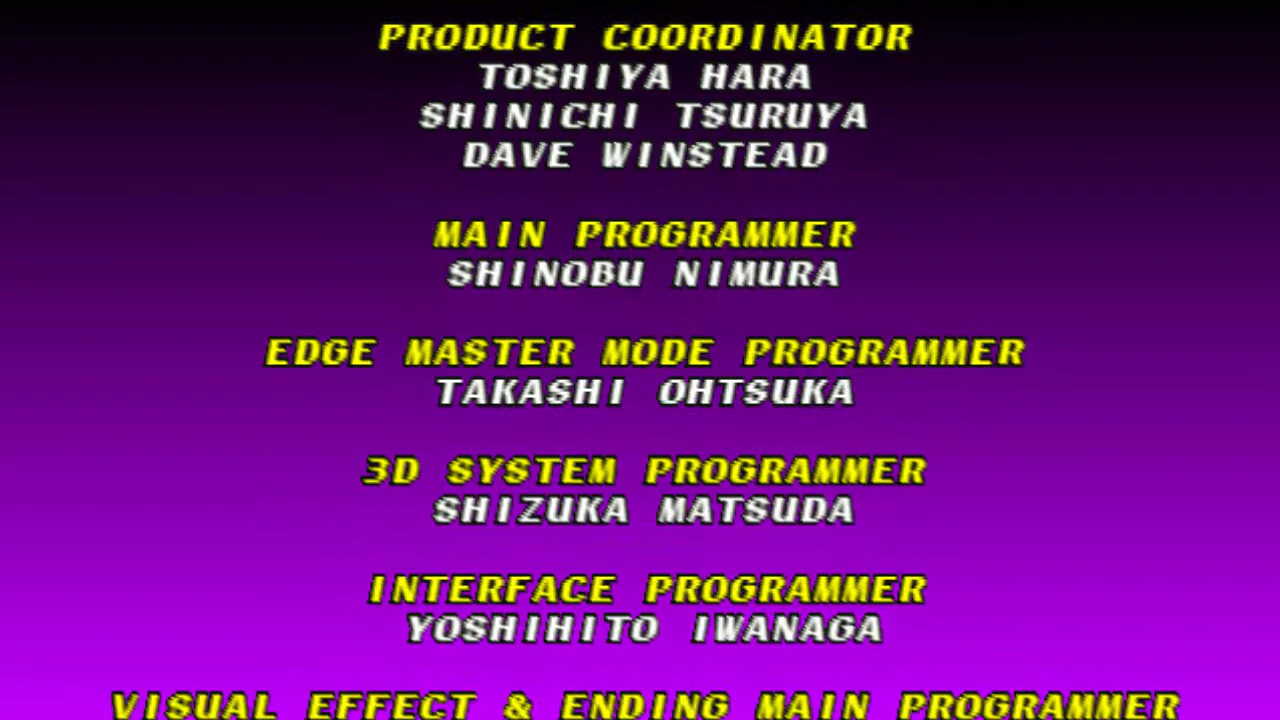 PRODUCT COORDINATOR
TOSHIYA HARA
SHINICHI TSURUYA
DAVE WINSTEAD
MAIN PROGRAMMER
SHINOBU NIMURA
EDGE MASTER MODE PROGRAMMER
TAKASHI OHTSUKA
3D SYSTEM PROGRAMMER
SHIZUKA MATSUDA
INTERFACE PROGRAMMER
YOSHIHITO IWANAGA
VISUAL EFFECT & ENDING MAIN PROGRAMMER